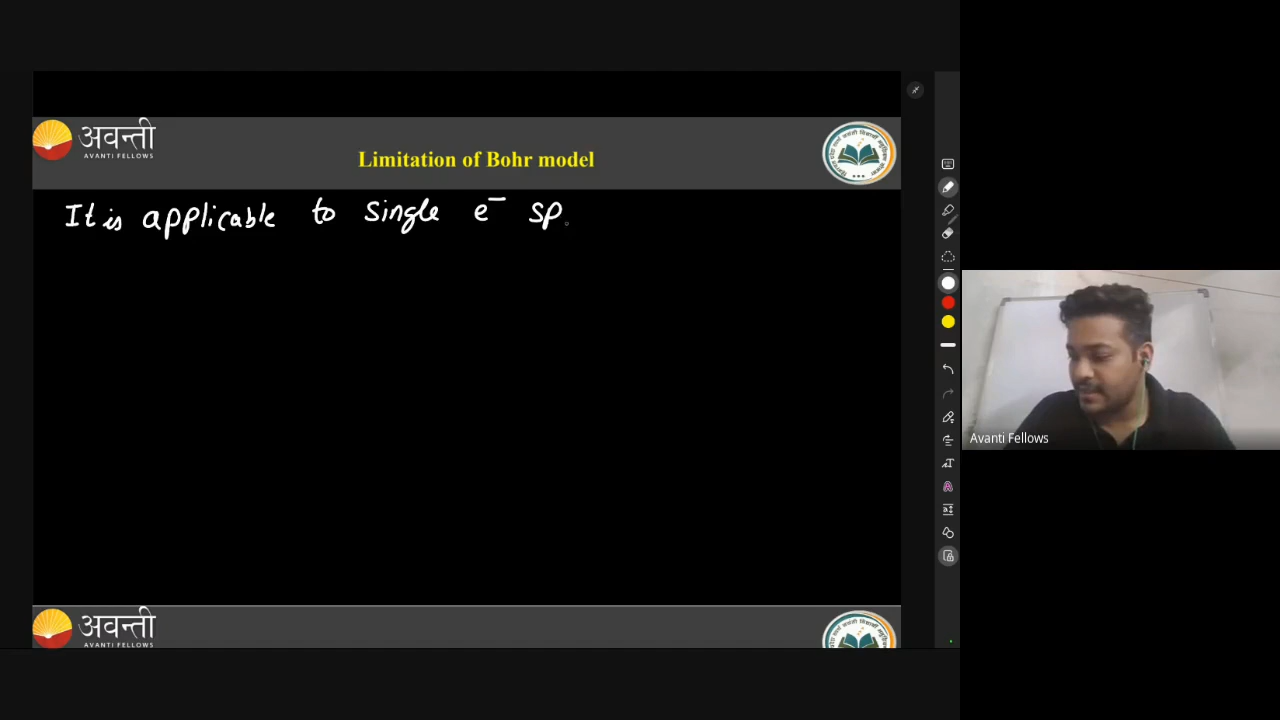 अवन्ती
AVANTI FELLOWS
Limitation of Bohr model
It is applicable to single e⁻ sp.
Avanti Fellows
अवन्ती
AVANTI FELLOWS